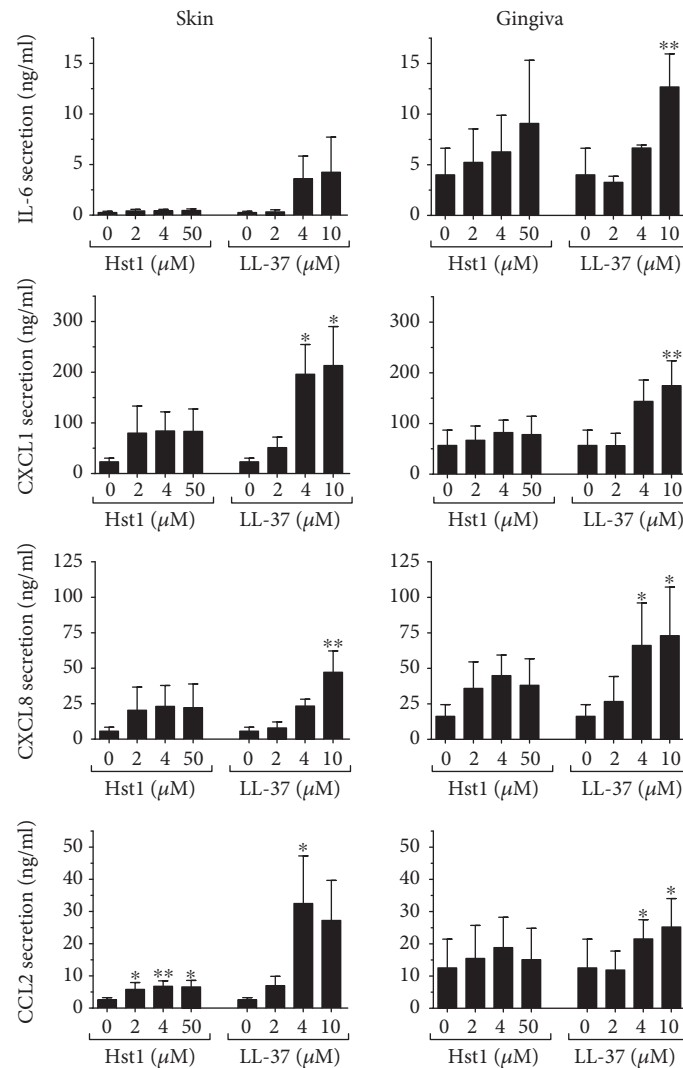 Skin
Gingiva
IL-6 secretion (ng/ml)
15
10
5
0
0 2 4 50 0 2 4 10
Hst1 (μM) LL-37 (μM)
**
15
10
5
0
0 2 4 50 0 2 4 10
Hst1 (μM) LL-37 (μM)
CXCL1 secretion (ng/ml)
* *
300
200
100
0
0 2 4 50 0 2 4 10
Hst1 (μM) LL-37 (μM)
**
300
200
100
0
0 2 4 50 0 2 4 10
Hst1 (μM) LL-37 (μM)
CXCL8 secretion (ng/ml)
**
125
100
75
50
25
0
0 2 4 50 0 2 4 10
Hst1 (μM) LL-37 (μM)
* *
125
100
75
50
25
0
0 2 4 50 0 2 4 10
Hst1 (μM) LL-37 (μM)
CCL2 secretion (ng/ml)
* ** * *
50
40
30
20
10
0
0 2 4 50 0 2 4 10
Hst1 (μM) LL-37 (μM)
* *
50
40
30
20
10
0
0 2 4 50 0 2 4 10
Hst1 (μM) LL-37 (μM)